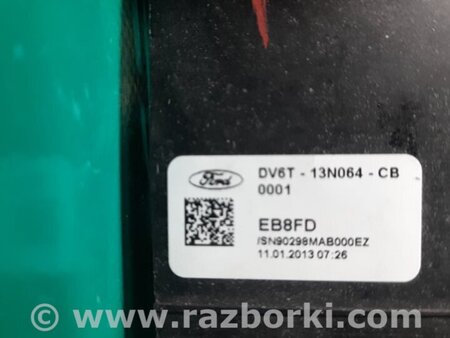 Ford
DV6T - 13N064 - CB
0001
EB8FD
/SN90298MAB000EZ
11.01.2013 07:26
© www.razborki.com